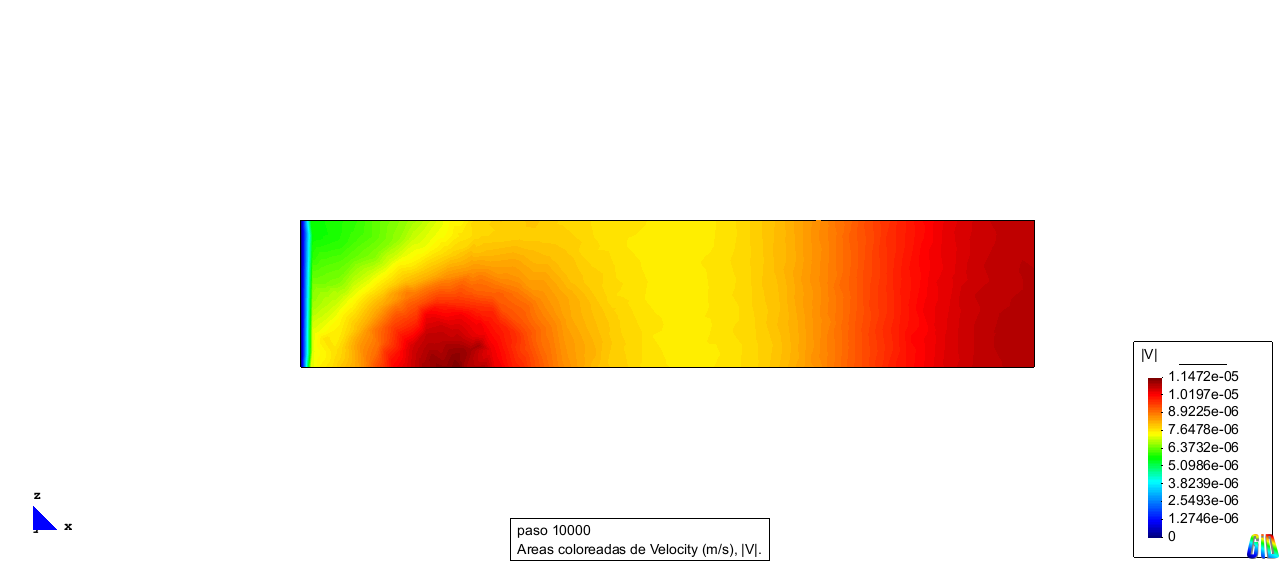 |V|
1.1472e-05
1.0197e-05
8.9225e-06
7.6478e-06
6.3732e-06
5.0986e-06
3.8239e-06
2.5493e-06
1.2746e-06
0
GiD
z
x
paso 10000
Areas coloreadas de Velocity (m/s), |V|.